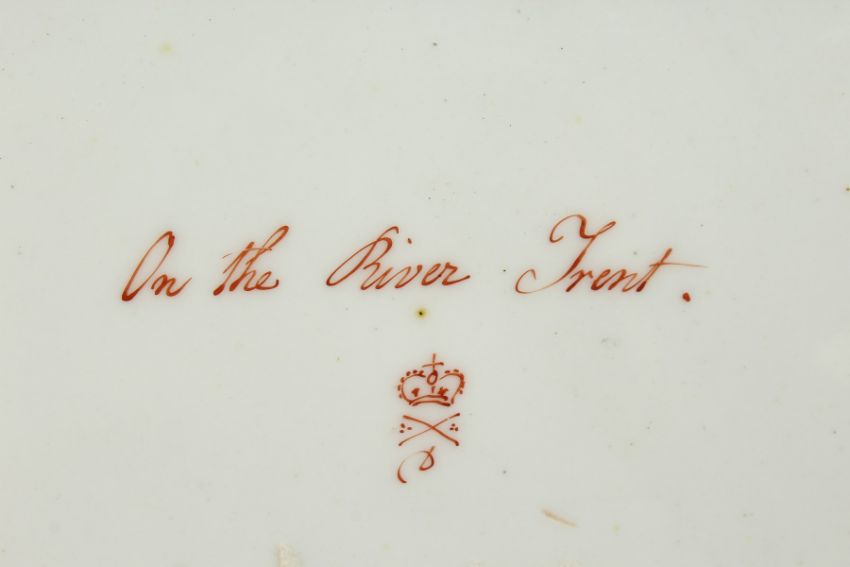 On the River Trent.
D